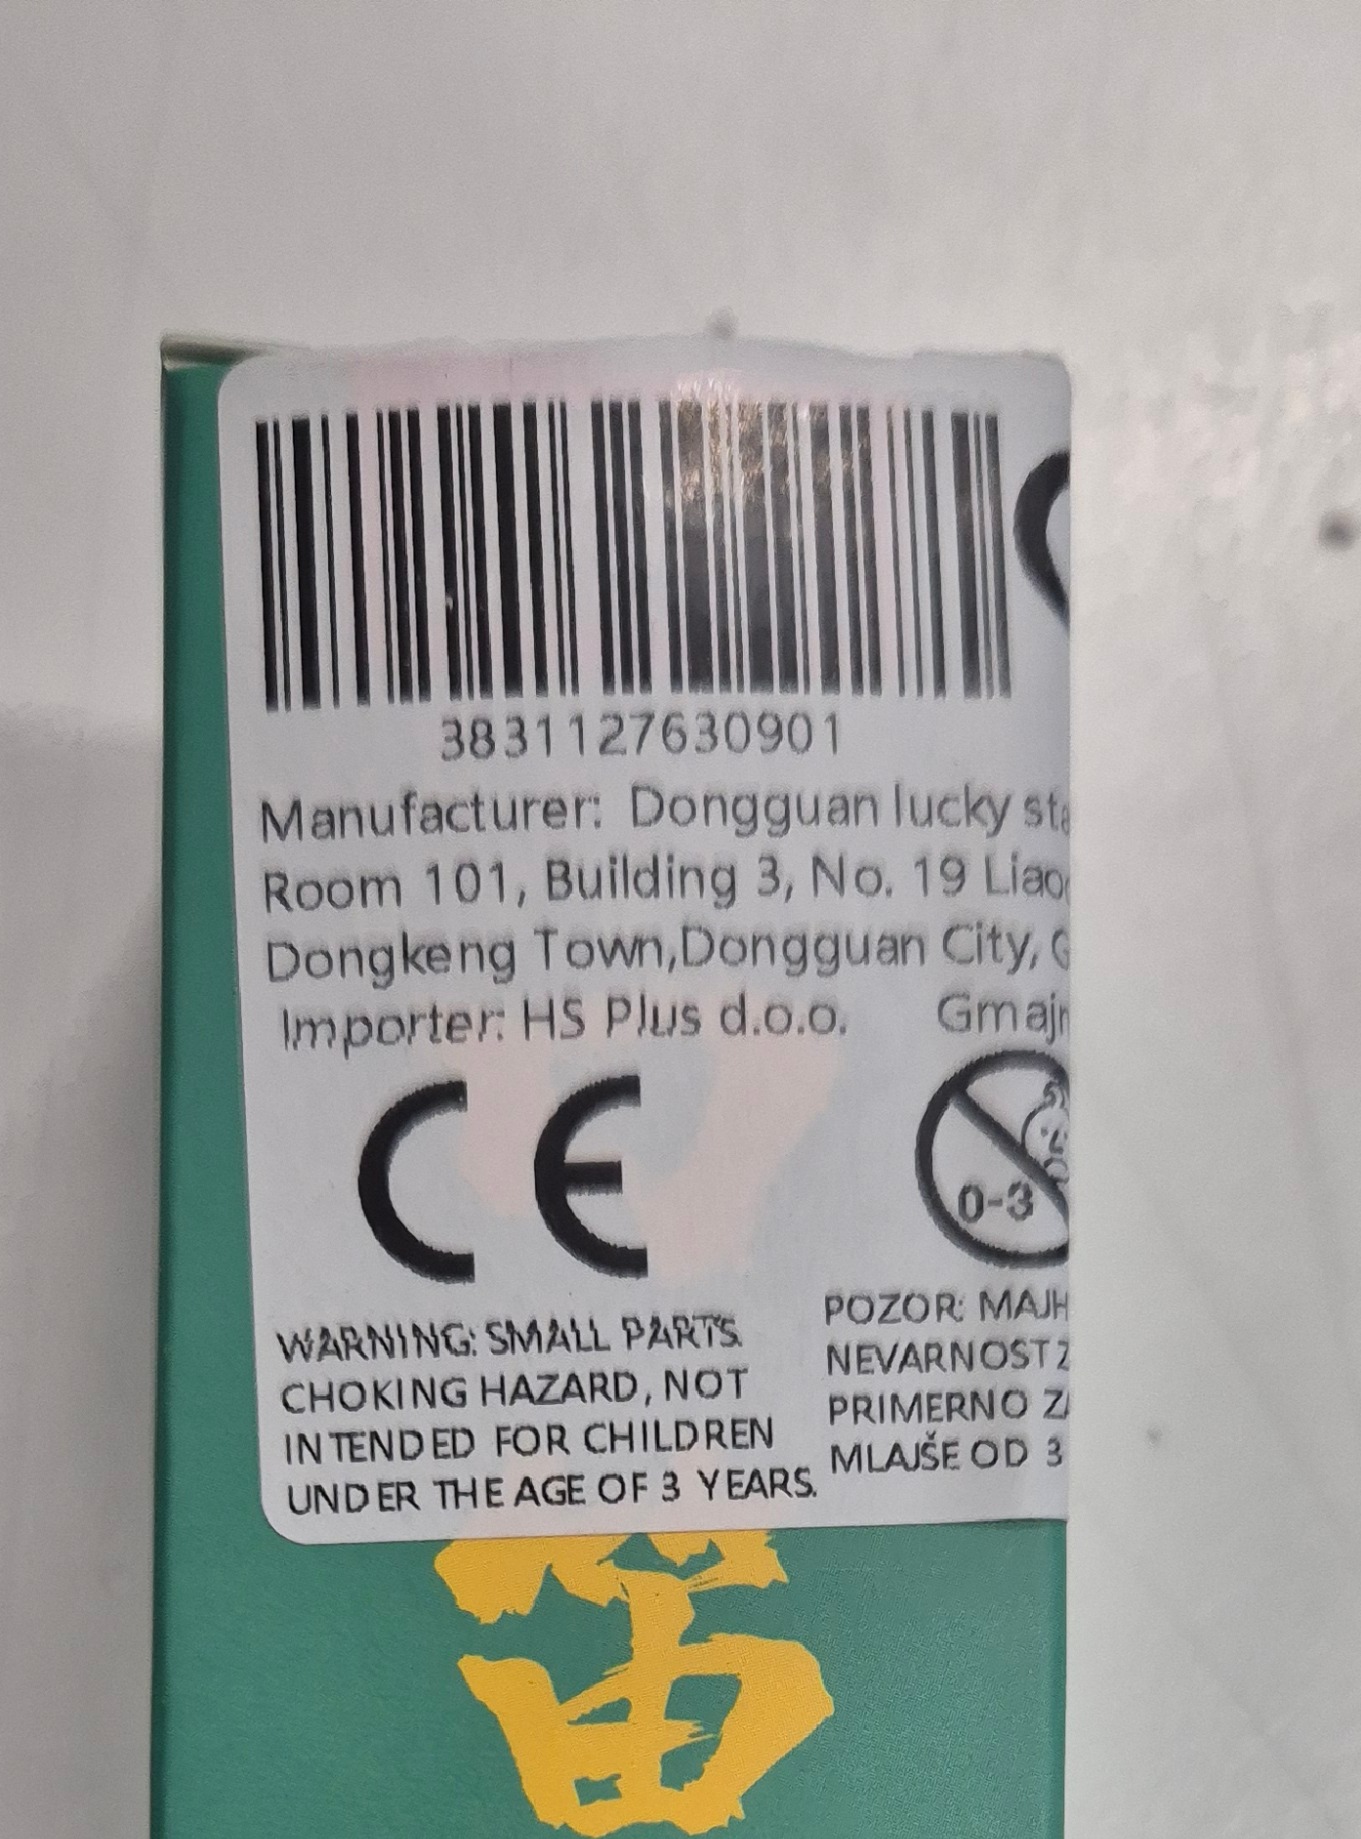 3831127630901
Manufacturer: Dongguan lucky
Room 101, Building 3, No. 19
Dongkeng Town,Dongguan City,
Importer: HS Plus d.o.o.
CE
0-3
WARNING: SMALL PARTS.
CHOKING HAZARD, NOT
INTENDED FOR CHILDREN
UNDER THE AGE OF 3 YEARS.
POZOR:
NEVARNOST
PRIMERNO
MLAJŠE OD 3